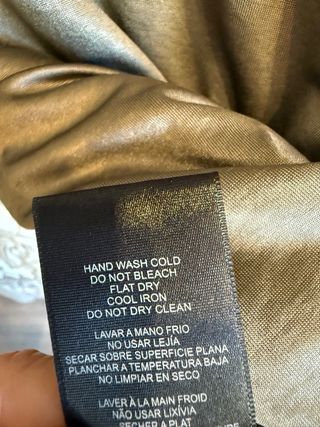 HAND WASH COLD
DO NOT BLEACH
FLAT DRY
COOL IRON
DO NOT DRY CLEAN
LAVAR A MANO FRIO
NO USAR LEJÍA
SECAR SOBRE SUPERFICIE PLANA
PLANCHAR A TEMPERATURA BAJA
NO LIMPIAR EN SECO
LAVER À LA MAIN FROID
NÃO USAR LIXÍVIA
SECHER A PLAT